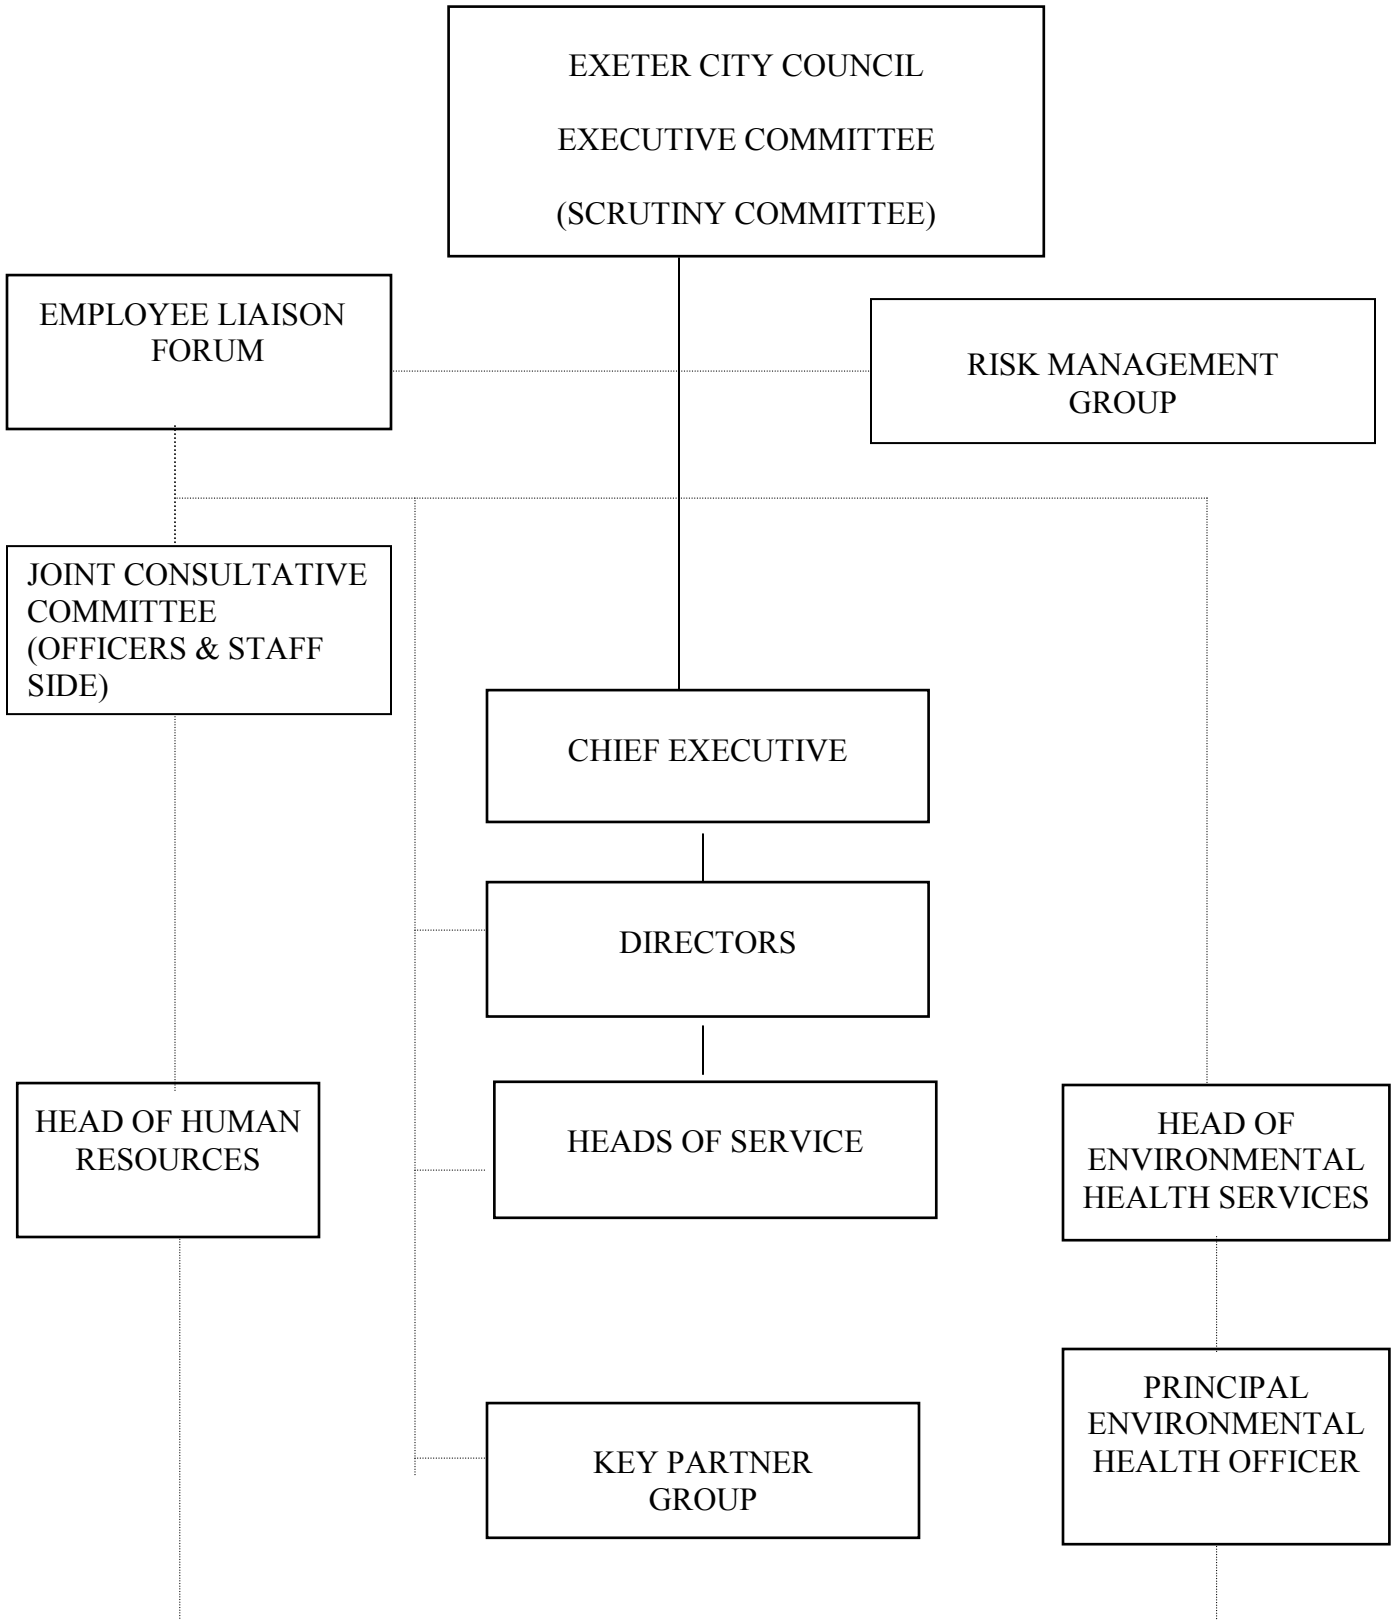 EXETER CITY COUNCIL
EXECUTIVE COMMITTEE
(SCRUTINY COMMITTEE)
EMPLOYEE LIAISON
FORUM
RISK MANAGEMENT
GROUP
JOINT CONSULTATIVE
COMMITTEE
(OFFICERS & STAFF
SIDE)
CHIEF EXECUTIVE
DIRECTORS
HEAD OF HUMAN
RESOURCES
HEADS OF SERVICE
HEAD OF
ENVIRONMENTAL
HEALTH SERVICES
KEY PARTNER
GROUP
PRINCIPAL
ENVIRONMENTAL
HEALTH OFFICER